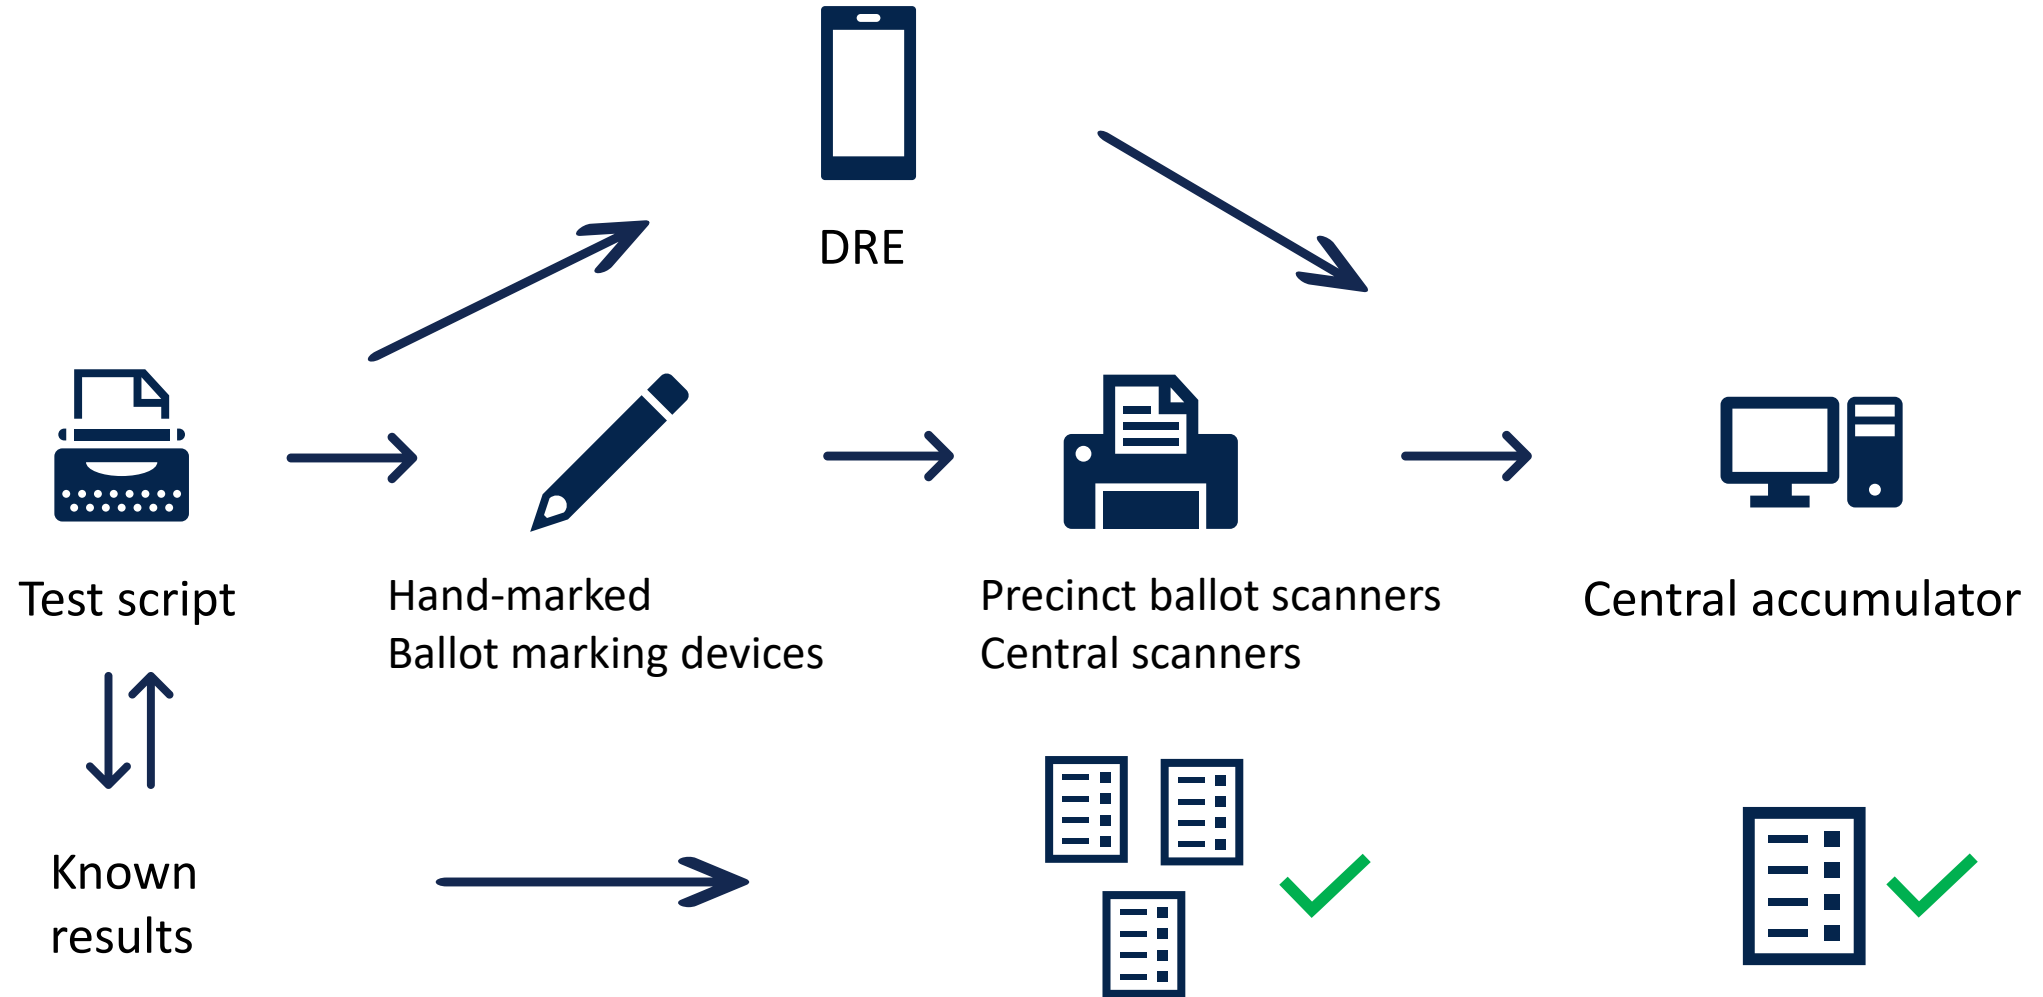 DRE
Test script
Hand-marked
Ballot marking devices
Precinct ballot scanners
Central scanners
Central accumulator
Known
results